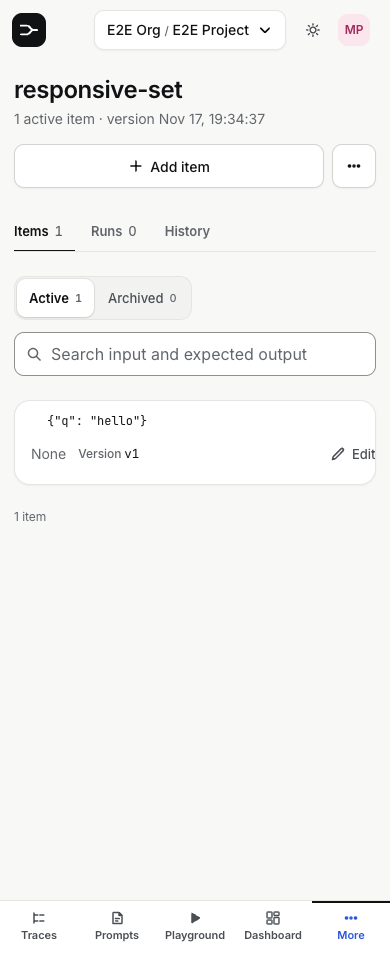 E2E Org / E2E Project
MP
responsive-set
1 active item · version Nov 17, 19:34:37
Add item
Items 1 Runs 0 History
Active 1 Archived 0
Search input and expected output
{"q": "hello"}
None Version v1 Edit
1 item
Traces Prompts Playground Dashboard More